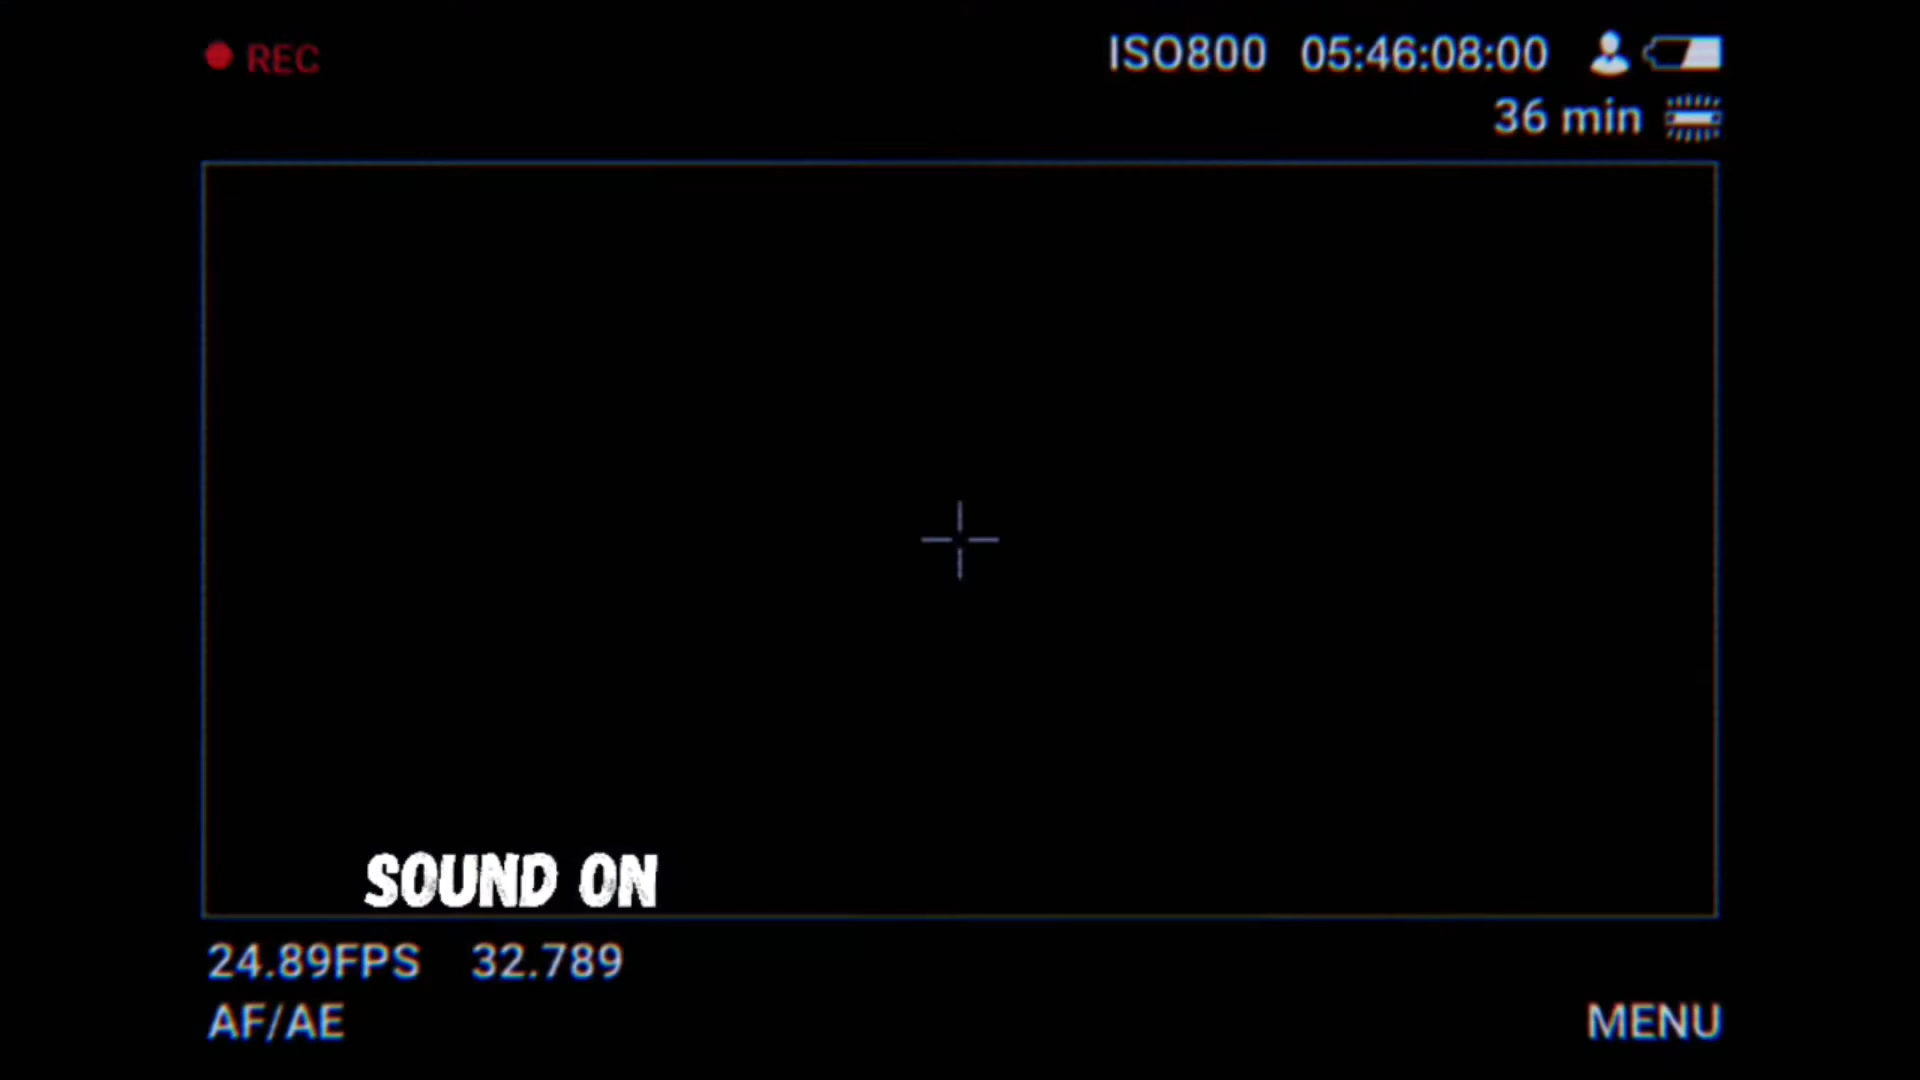 REC
ISO800 05:46:08:00
36 min
SOUND ON
24.89FPS 32.789
AF/AE
MENU